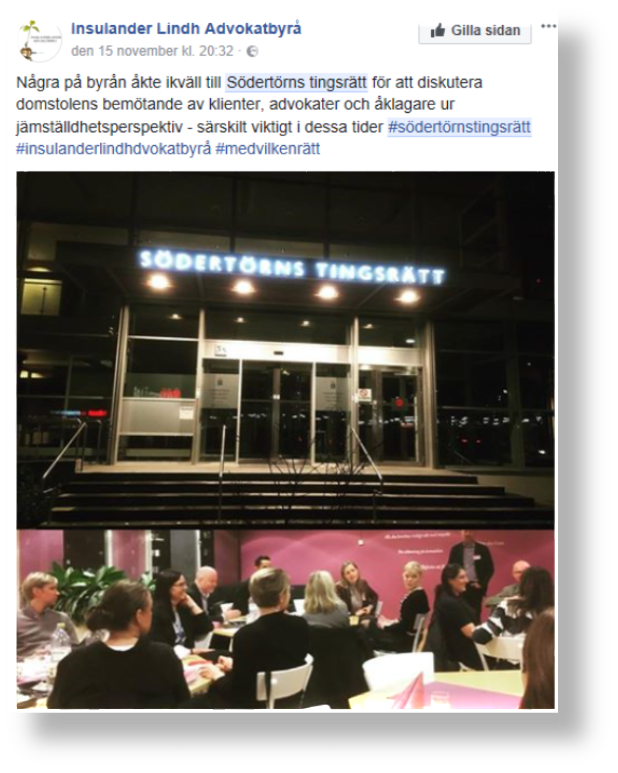 Insulander Lindh Advokatbyrå
Gilla sidan
den 15 november kl. 20:32 ·
Några på byrån åkte ikväll till Södertörns tingsrätt för att diskutera
domstolens bemötande av klienter, advokater och åklagare ur
jämställdhetsperspektiv - särskilt viktigt i dessa tider #södertörnstingsrätt
#insulanderlindhdvokatbyrå #medvilkenrätt
SÖDERTÖRNS TINGSRÄTT